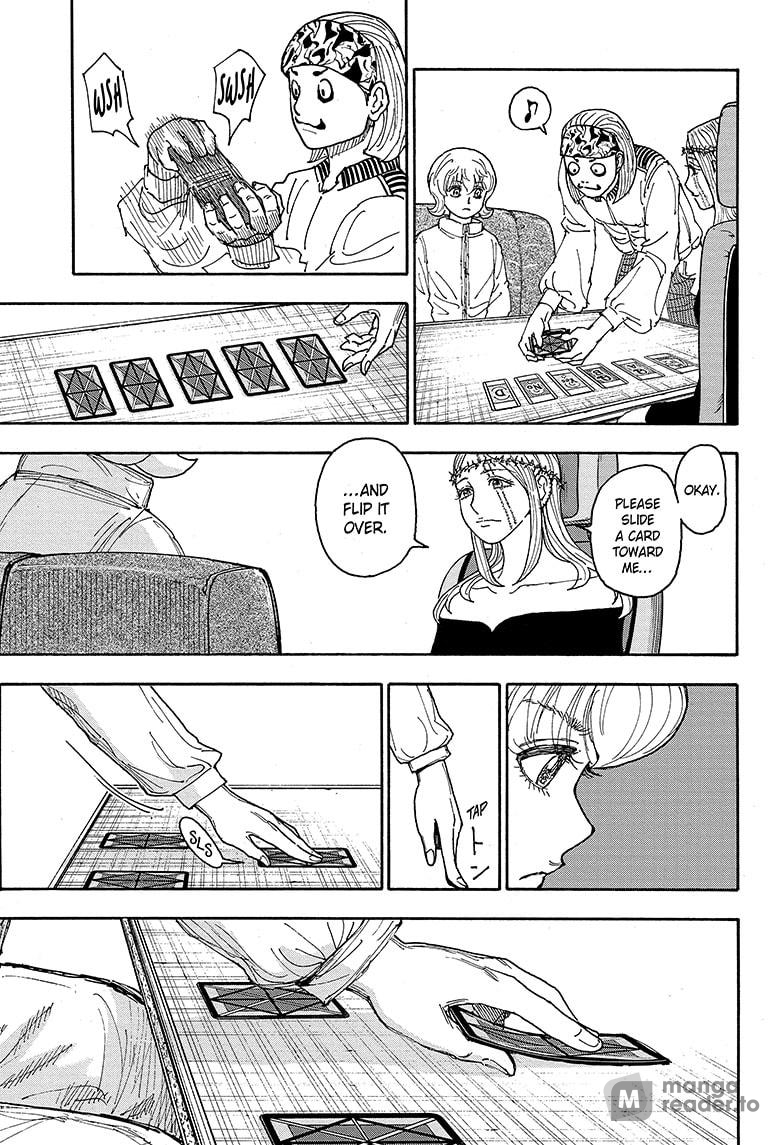 ♪
SWSH
WSH
OKAY.
PLEASE
SLIDE
A CARD
TOWARD
ME...
...AND
FLIP IT
OVER.
TAP
トン
SLS
M manga
reader.to